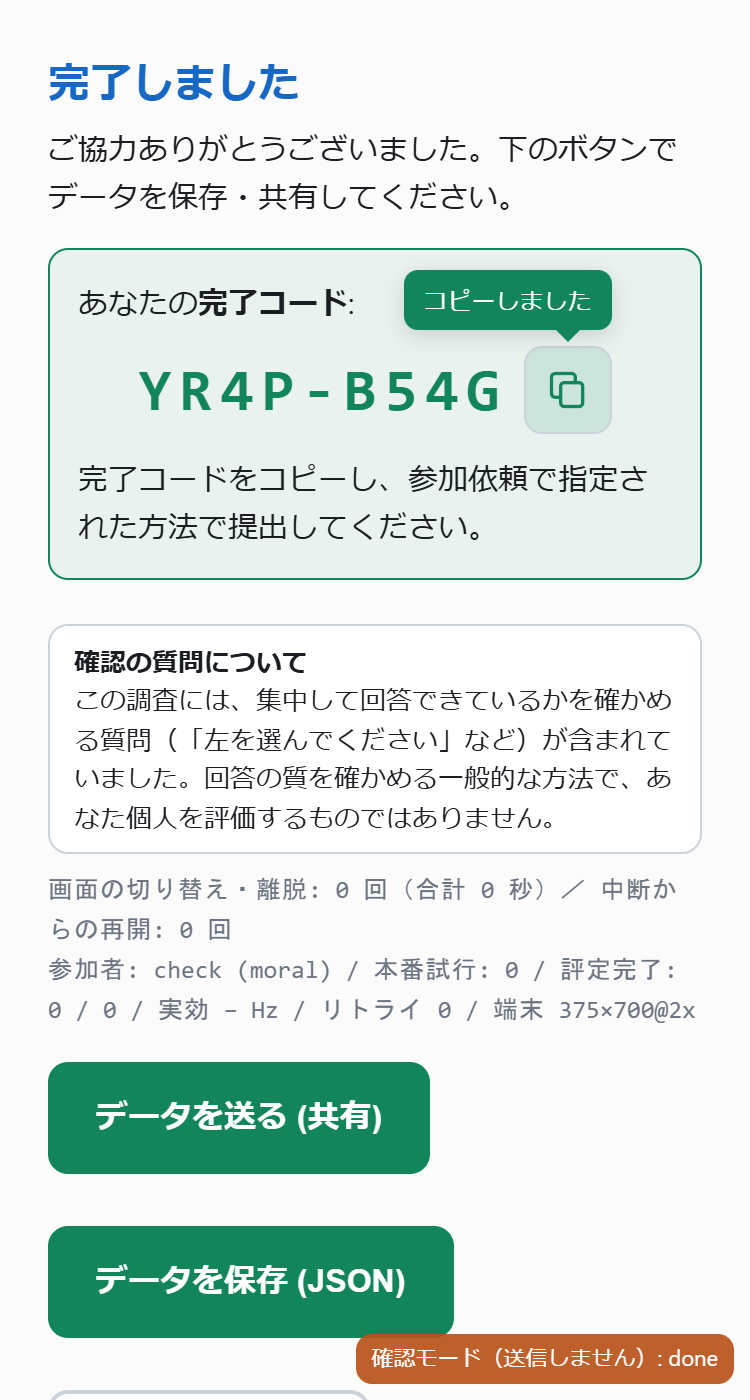 完了しました
ご協力ありがとうございました。下のボタンで
データを保存・共有してください。
あなたの完了コード:
コピーしました
YR4P-B54G
完了コードをコピーし、参加依頼で指定さ
れた方法で提出してください。
確認の質問について
この調査には、集中して回答できているかを確かめ
る質問（「左を選んでください」など）が含まれて
いました。回答の質を確かめる一般的な方法で、あ
なた個人を評価するものではありません。
画面の切り替え・離脱: 0 回（合計 0 秒）／ 中断か
らの再開: 0 回
参加者: check (moral) / 本番試行: 0 / 評定完了:
0 / 0 / 実効 – Hz / リトライ 0 / 端末 375×700@2x
データを送る (共有)
データを保存 (JSON)
確認モード（送信しません）: done